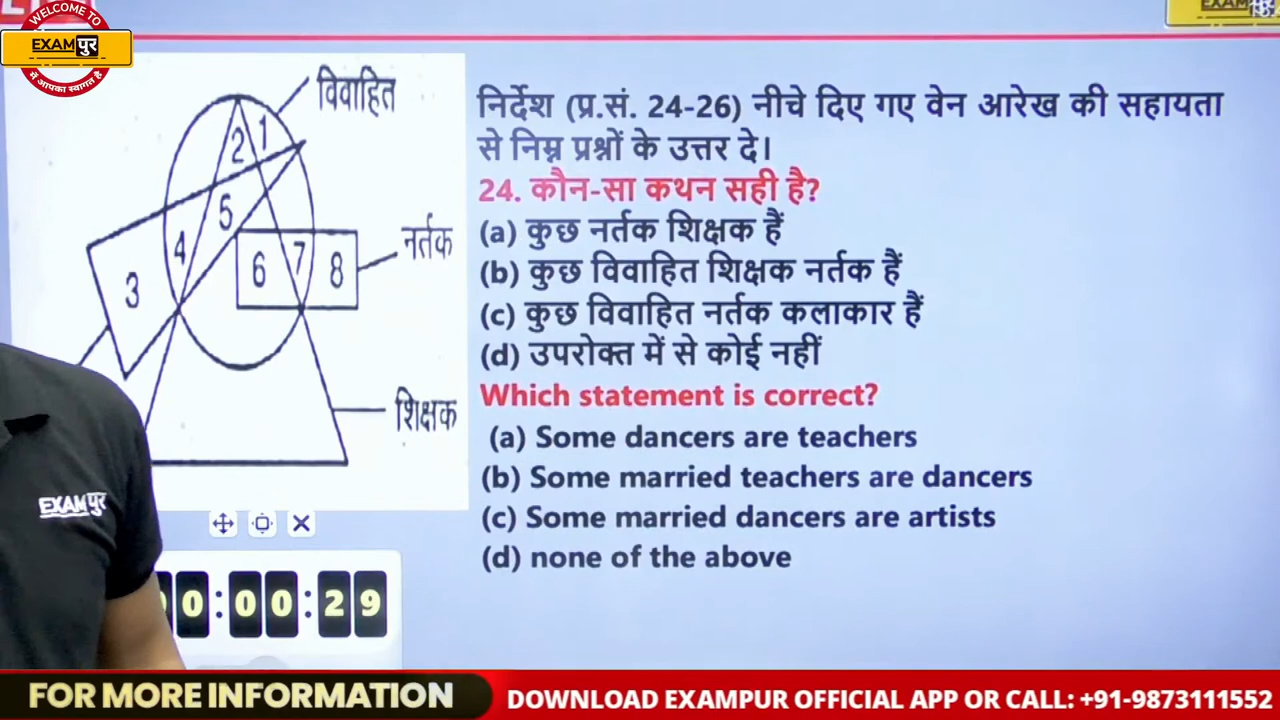 WELCOME TO
EXAMपुर
में आपका स्वागत है
EXAM
विवाहित
1
2
5
4
3
6
7
8
नर्तक
शिक्षक
निर्देश (प्र.सं. 24-26) नीचे दिए गए वेन आरेख की सहायता
से निम्न प्रश्नों के उत्तर दे।
24. कौन-सा कथन सही है?
(a) कुछ नर्तक शिक्षक हैं
(b) कुछ विवाहित शिक्षक नर्तक हैं
(c) कुछ विवाहित नर्तक कलाकार हैं
(d) उपरोक्त में से कोई नहीं
Which statement is correct?
(a) Some dancers are teachers
(b) Some married teachers are dancers
(c) Some married dancers are artists
(d) none of the above
EXAMपुर
0:00:29
FOR MORE INFORMATION
DOWNLOAD EXAMPUR OFFICIAL APP OR CALL: +91-9873111552